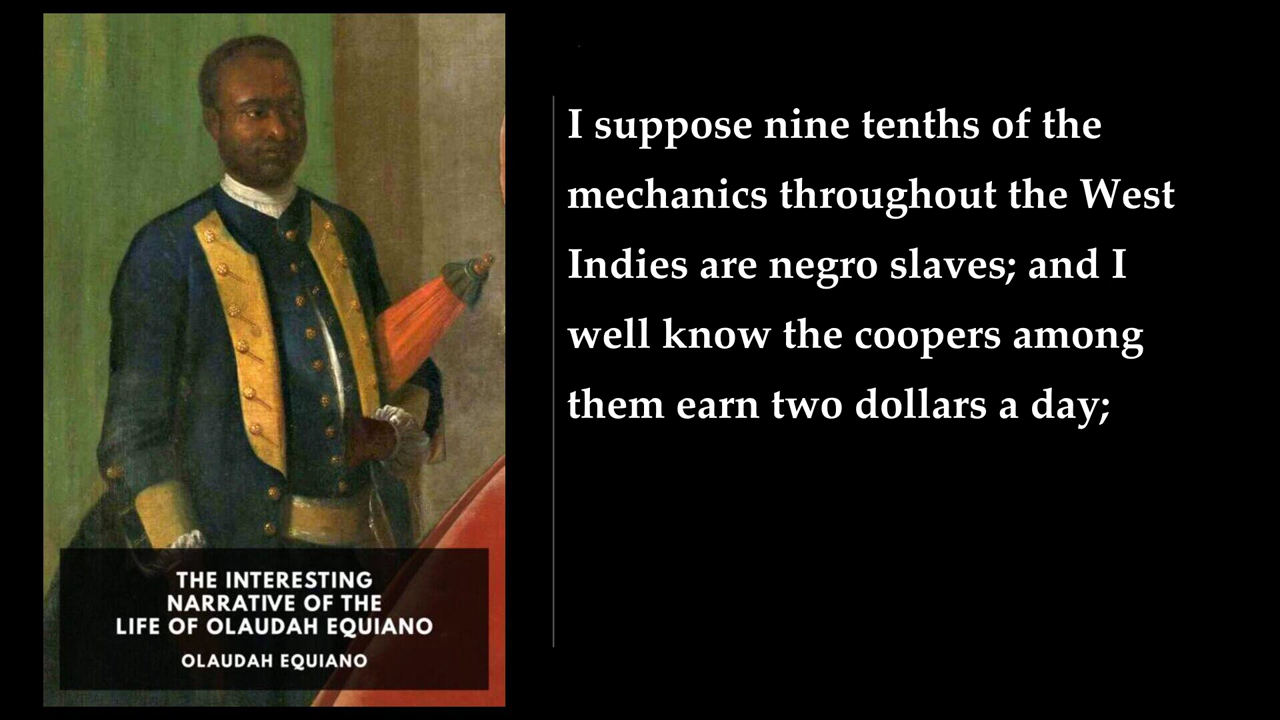 I suppose nine tenths of the
mechanics throughout the West
Indies are negro slaves; and I
well know the coopers among
them earn two dollars a day;
THE INTERESTING
NARRATIVE OF THE
LIFE OF OLAUDAH EQUIANO
OLAUDAH EQUIANO